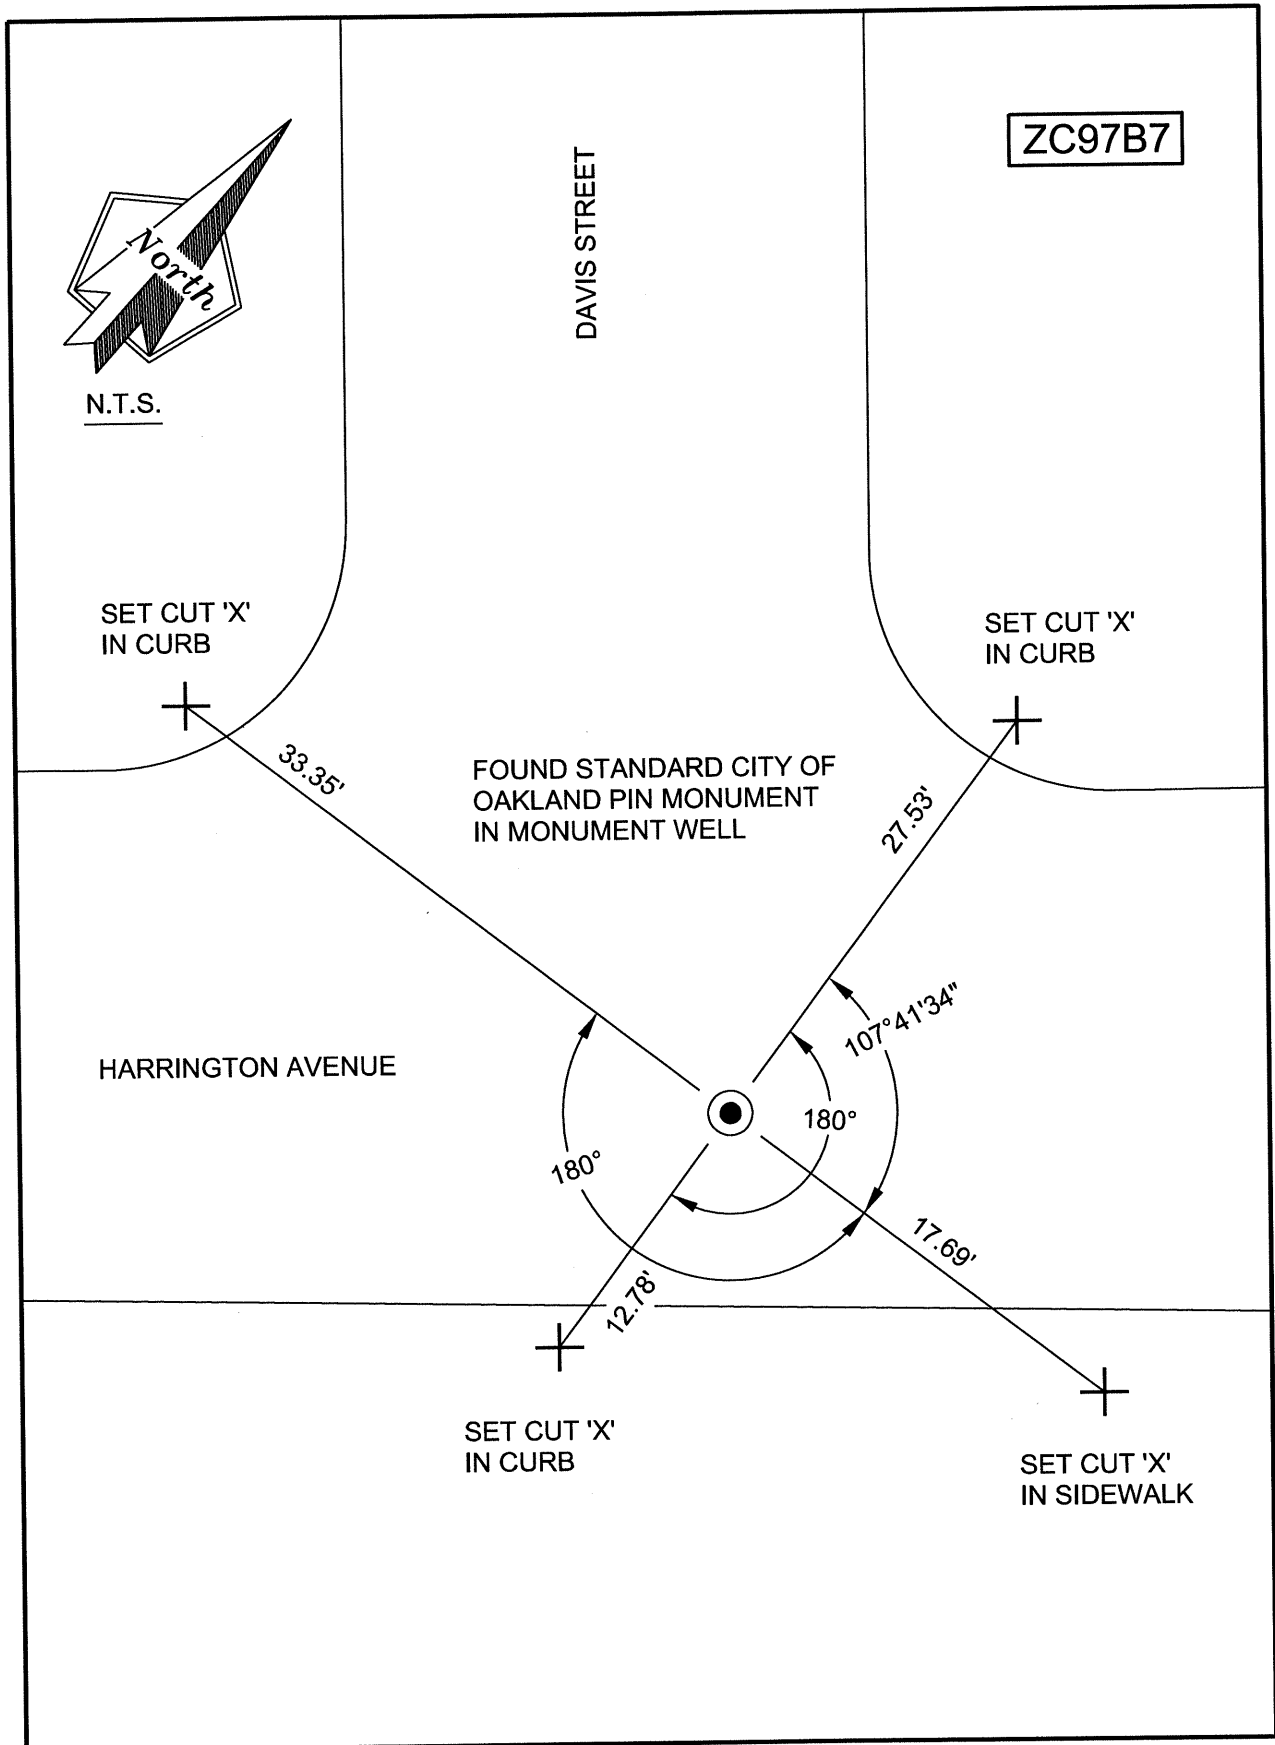 ZC97B7
DAVIS STREET
North
N.T.S.
SET CUT 'X'
IN CURB
SET CUT 'X'
IN CURB
33.35'
FOUND STANDARD CITY OF
OAKLAND PIN MONUMENT
IN MONUMENT WELL
27.53'
107°41'34"
HARRINGTON AVENUE
180°
180°
17.69'
12.78'
SET CUT 'X'
IN CURB
SET CUT 'X'
IN SIDEWALK